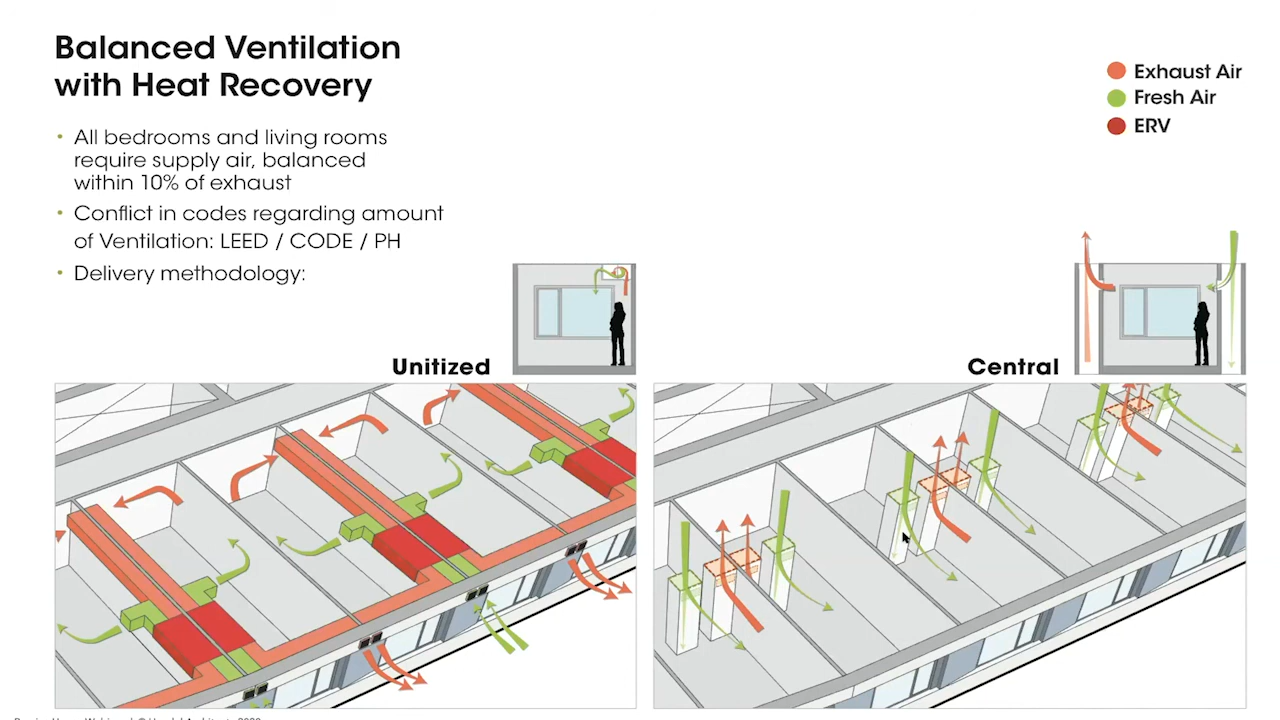 Balanced Ventilation
with Heat Recovery
• All bedrooms and living rooms
require supply air, balanced
within 10% of exhaust
• Conflict in codes regarding amount
of Ventilation: LEED / CODE / PH
• Delivery methodology:
Exhaust Air
Fresh Air
ERV
Unitized
Central